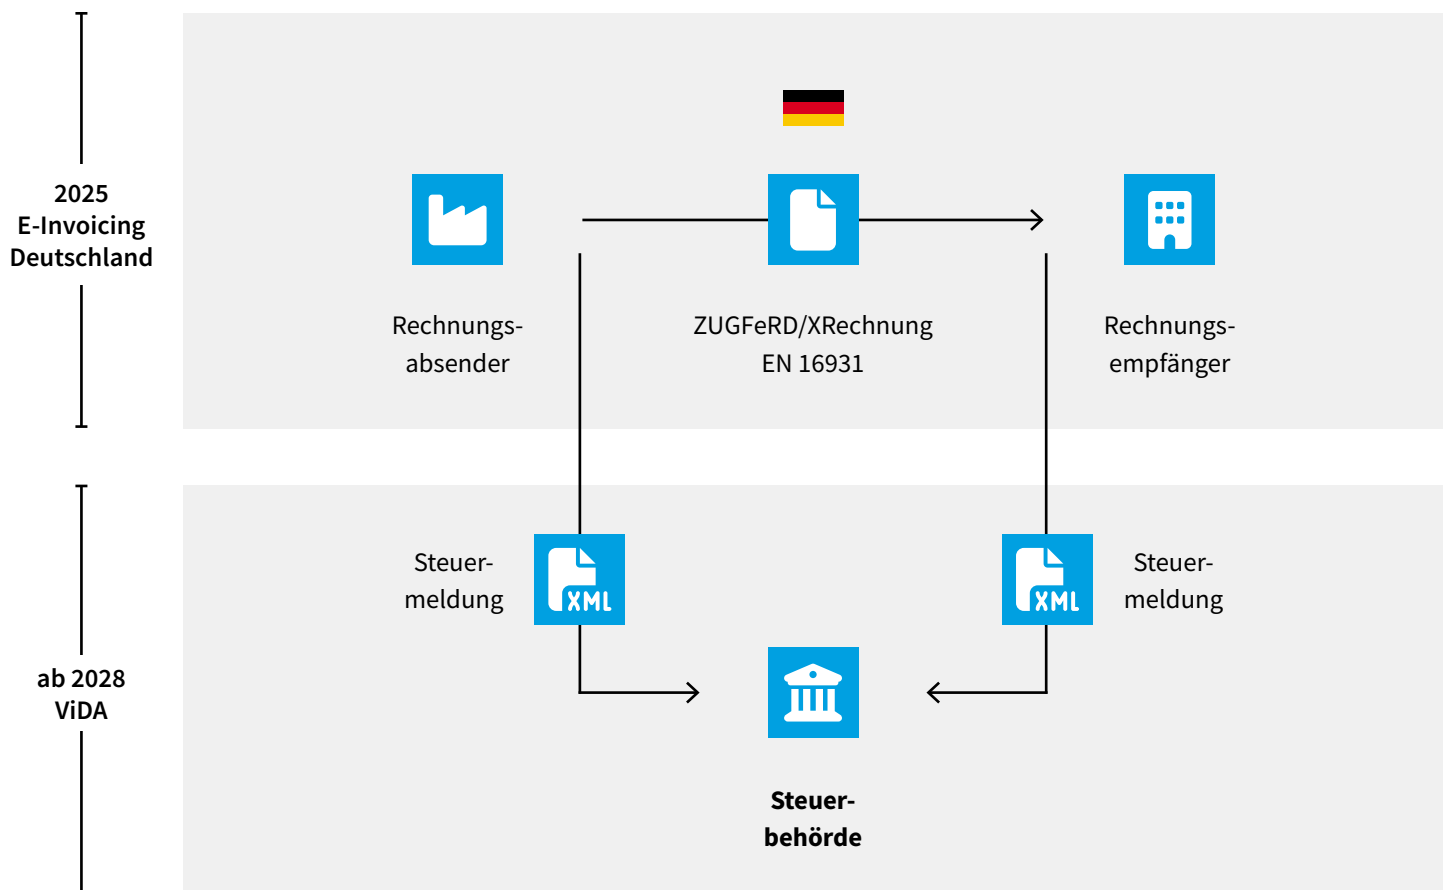 2025
E-Invoicing
Deutschland
Rechnungs-
absender
ZUGFeRD/XRechnung
EN 16931
Rechnungs-
empfänger
ab 2028
ViDA
Steuer-
meldung
XML
XML
Steuer-
meldung
Steuer-
behörde